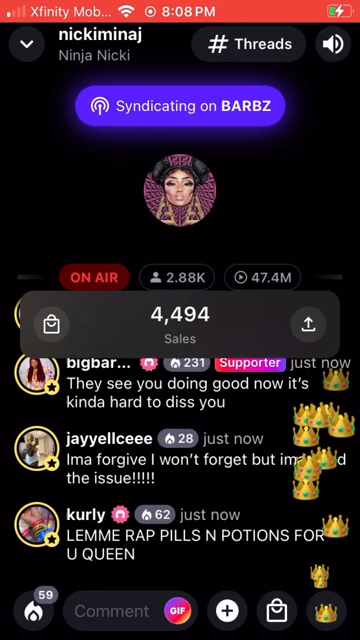 Xfinity Mob... 8:08 PM
nickiminaj
Ninja Nicki
# Threads
Syndicating on BARBZ
ON AIR 2.88K 47.4M
4,494
Sales
bigbar... 231 Supporter just now
They see you doing good now it's
kinda hard to diss you
jayyellceee 28 just now
Ima forgive I won't forget but ima
the issue!!!!!
kurly 62 just now
LEMME RAP PILLS N POTIONS FOR
U QUEEN
59
Comment GIF